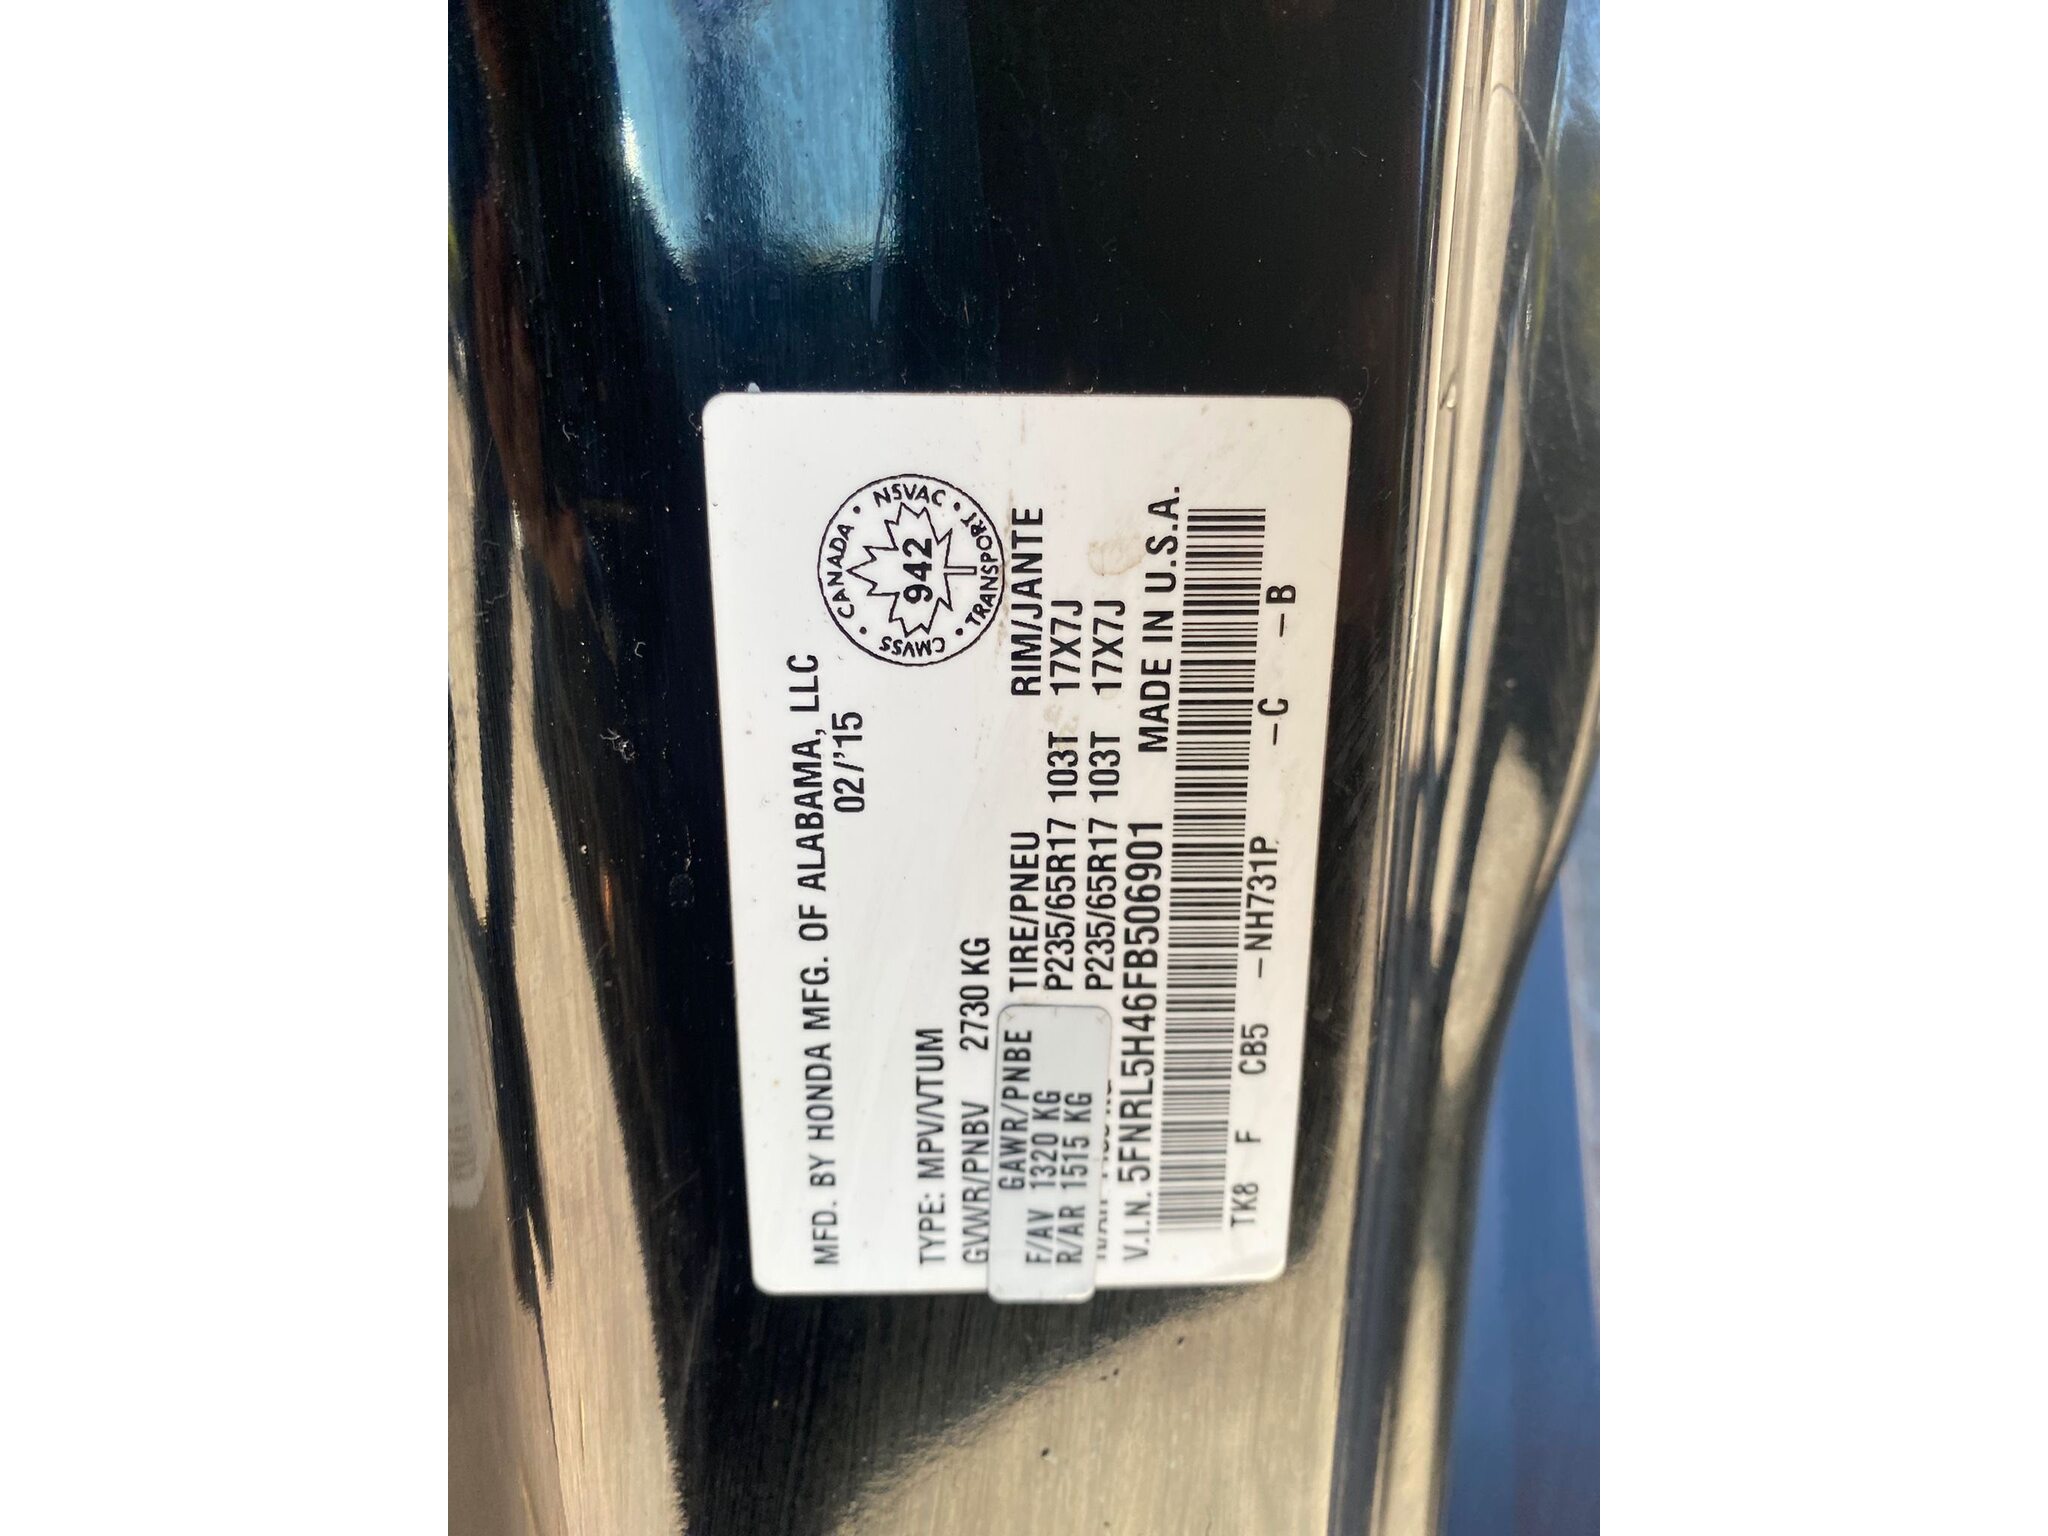 MFD. BY HONDA MFG. OF ALABAMA, LLC
02/'15
CANADA • NSVAC • TRANSPORT • CMVSS •
942
TYPE: MPV/VTUM
GVWR/PNBV 2730 KG
GAWR/PNBE TIRE/PNEU RIM/JANTE
F/AV 1320 KG P235/65R17 103T 17X7J
R/AR 1515 KG P235/65R17 103T 17X7J
V.I.N. 5FNRL5H46FB506901 MADE IN U.S.A.
TK8 F CB5 -NH731P -C -B